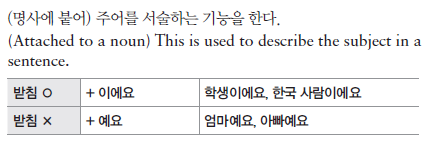 (명사에 붙어) 주어를 서술하는 기능을 한다.
(Attached to a noun) This is used to describe the subject in a
sentence.
받침 ○ + 이에요 학생이에요, 한국 사람이에요
받침 × + 예요 엄마예요, 아빠예요